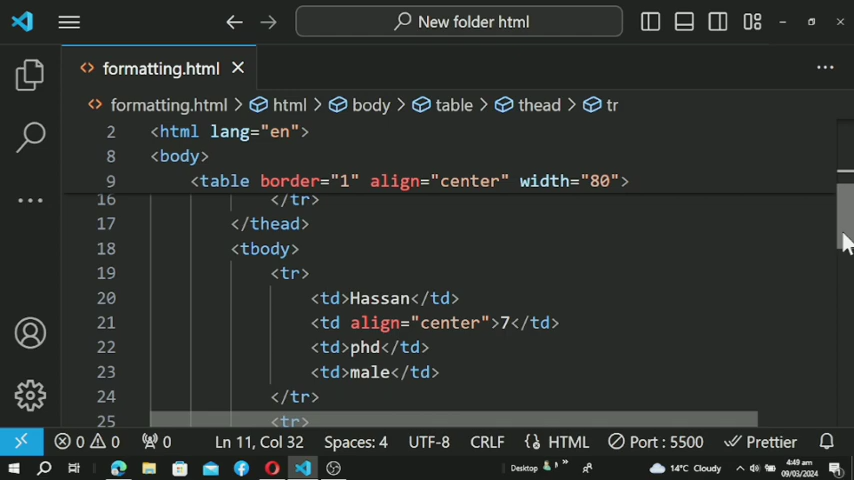 New folder html
formatting.html
formatting.html > html > body > table > thead > tr
2 <html lang="en">
8 <body>
9 <table border="1" align="center" width="80">
16 </tr>
17 </thead>
18 <tbody>
19 <tr>
20 <td>Hassan</td>
21 <td align="center">7</td>
22 <td>phd</td>
23 <td>male</td>
24 </tr>
25 <tr>
0 0 0 Ln 11, Col 32 Spaces: 4 UTF-8 CRLF HTML Port : 5500 Prettier
Desktop 14°C Cloudy 4:49 am
09/03/2024
1